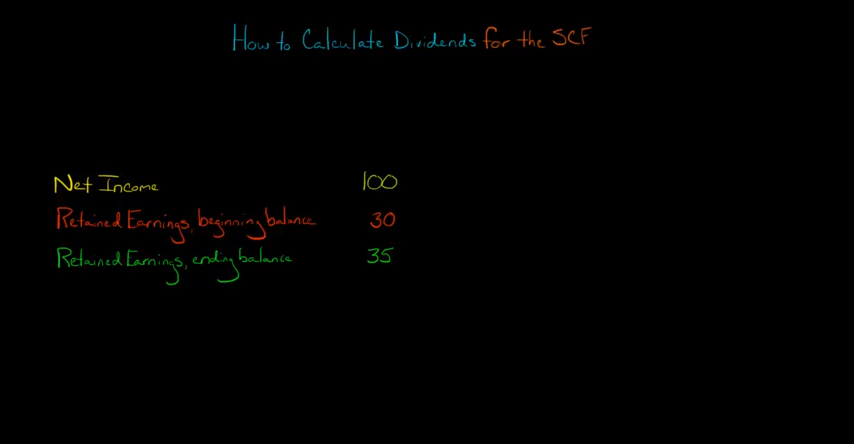 How to Calculate Dividends for the SCF
Net Income 100
Retained Earnings, beginning balance 30
Retained Earnings, ending balance 35